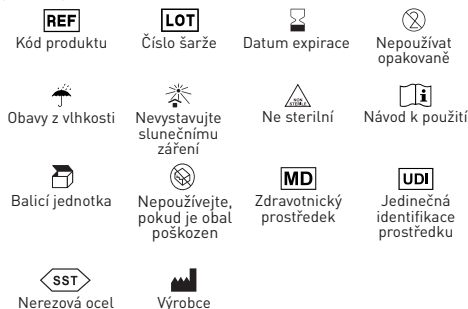 REF
Kód produktu
LOT
Číslo šarže
Datum expirace
2
Nepoužívat
opakovaně
Obavy z vlhkosti
Nevystavujte
slunečnímu
záření
NON
STERILE
Ne sterilní
i
Návod k použití
Balicí jednotka
Nepoužívejte,
pokud je obal
poškozen
MD
Zdravotnický
prostředek
UDI
Jedinečná
identifikace
prostředku
SST
Nerezová ocel
Výrobce